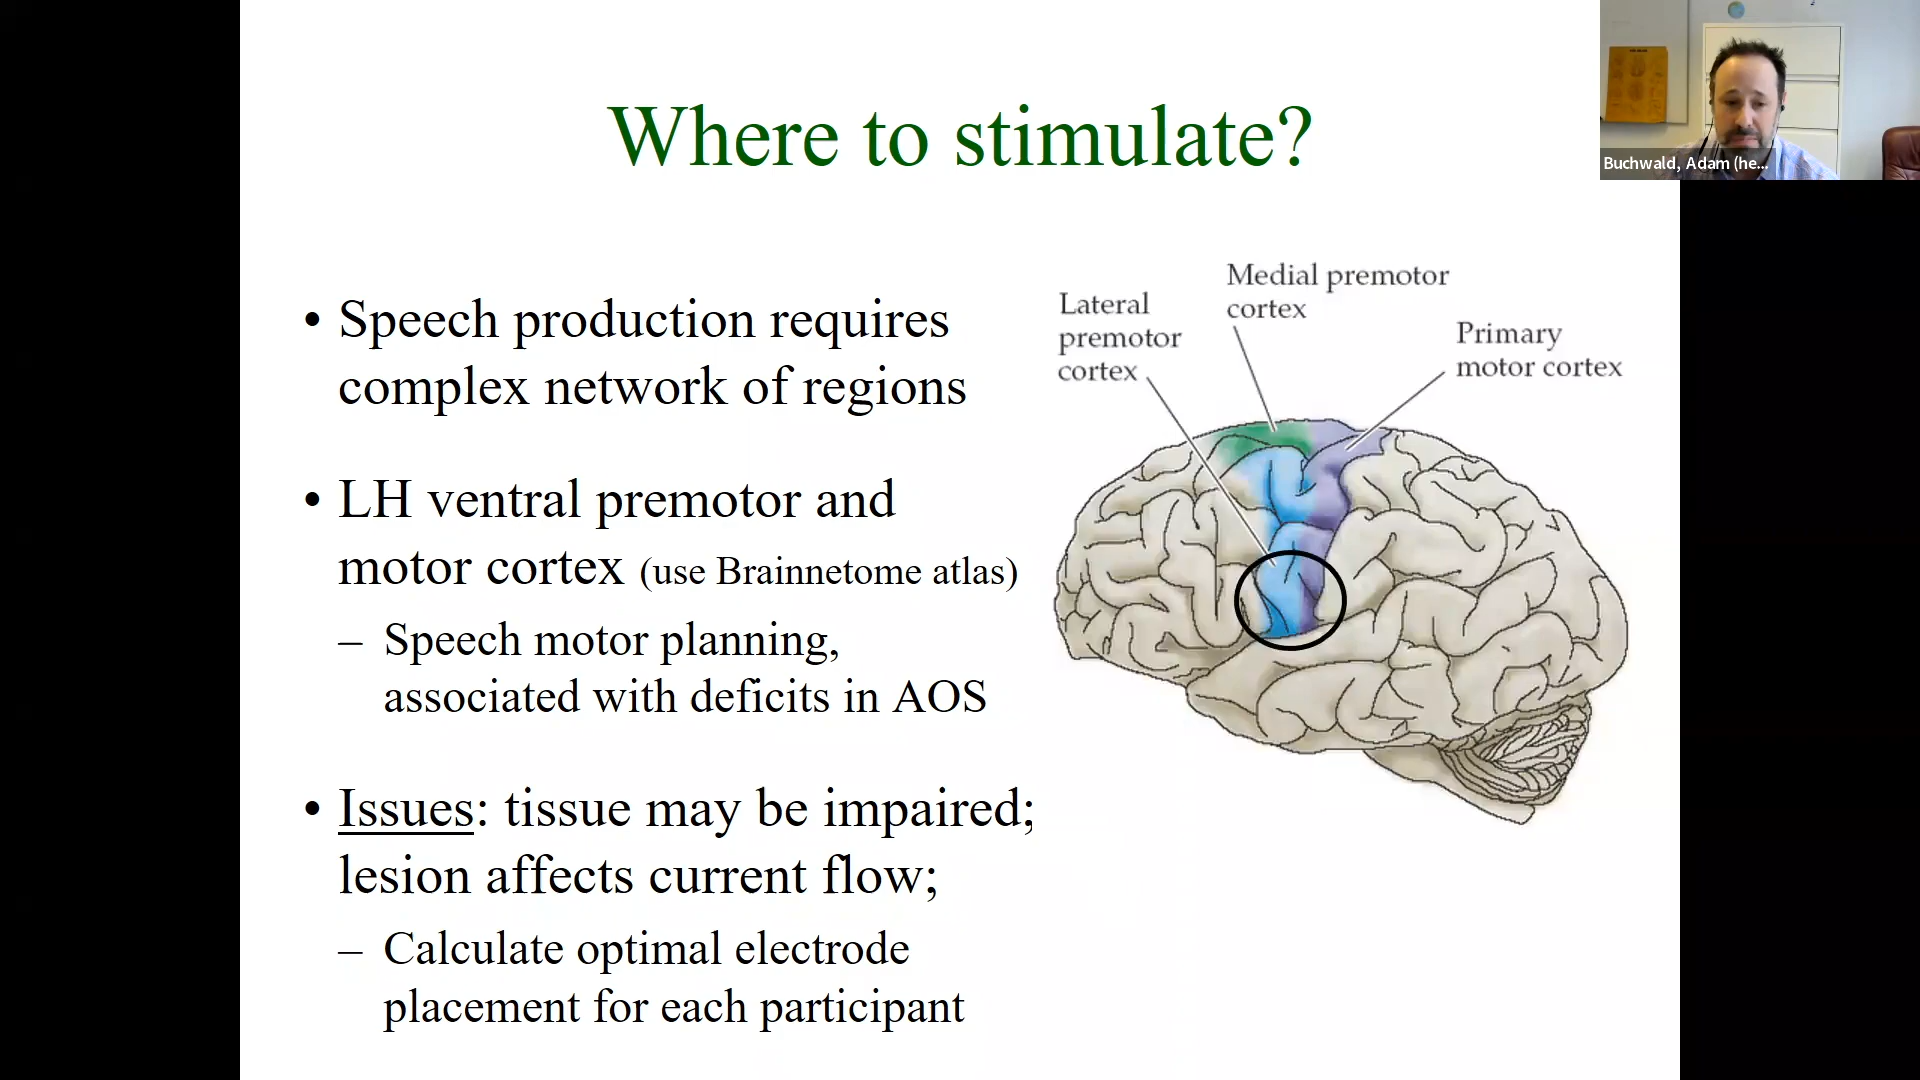 Where to stimulate?
Buchwald, Adam (he...
• Speech production requires
complex network of regions
• LH ventral premotor and
motor cortex (use Brainnetome atlas)
– Speech motor planning,
associated with deficits in AOS
• Issues: tissue may be impaired;
lesion affects current flow;
– Calculate optimal electrode
placement for each participant
Lateral
premotor
cortex
Medial premotor
cortex
Primary
motor cortex